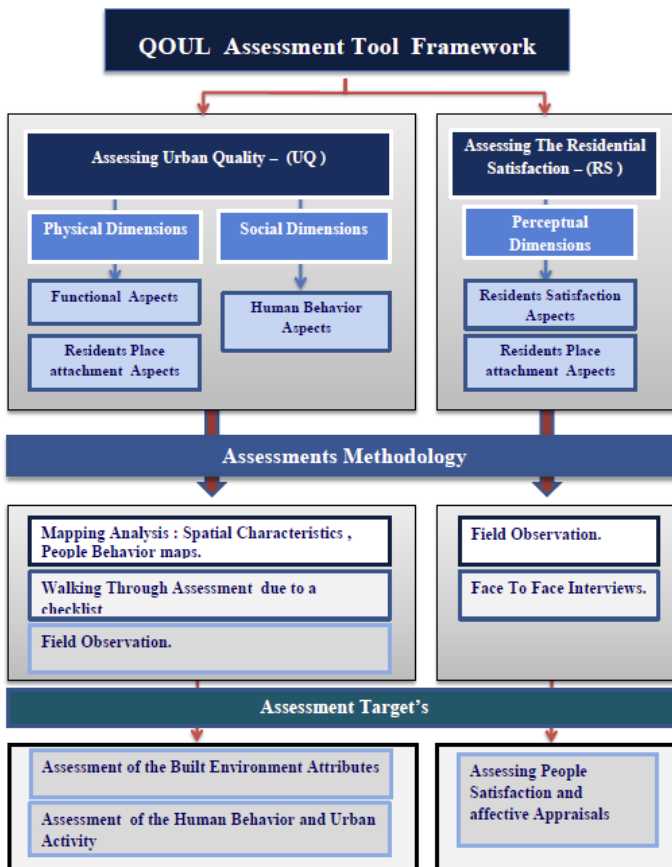 QOUL Assessment Tool Framework
Assessing Urban Quality – (UQ )
Physical Dimensions
Social Dimensions
Functional Aspects
Residents Place
attachment Aspects
Human Behavior
Aspects
Assessing The Residential
Satisfaction – (RS )
Perceptual
Dimensions
Residents Satisfaction
Aspects
Residents Place
attachment Aspects
Assessments Methodology
Mapping Analysis : Spatial Characteristics ,
People Behavior maps.
Walking Through Assessment due to a
checklist
Field Observation.
Field Observation.
Face To Face Interviews.
Assessment Target's
Assessment of the Built Environment Attributes
Assessment of the Human Behavior and Urban
Activity
Assessing People
Satisfaction and
affective Appraisals